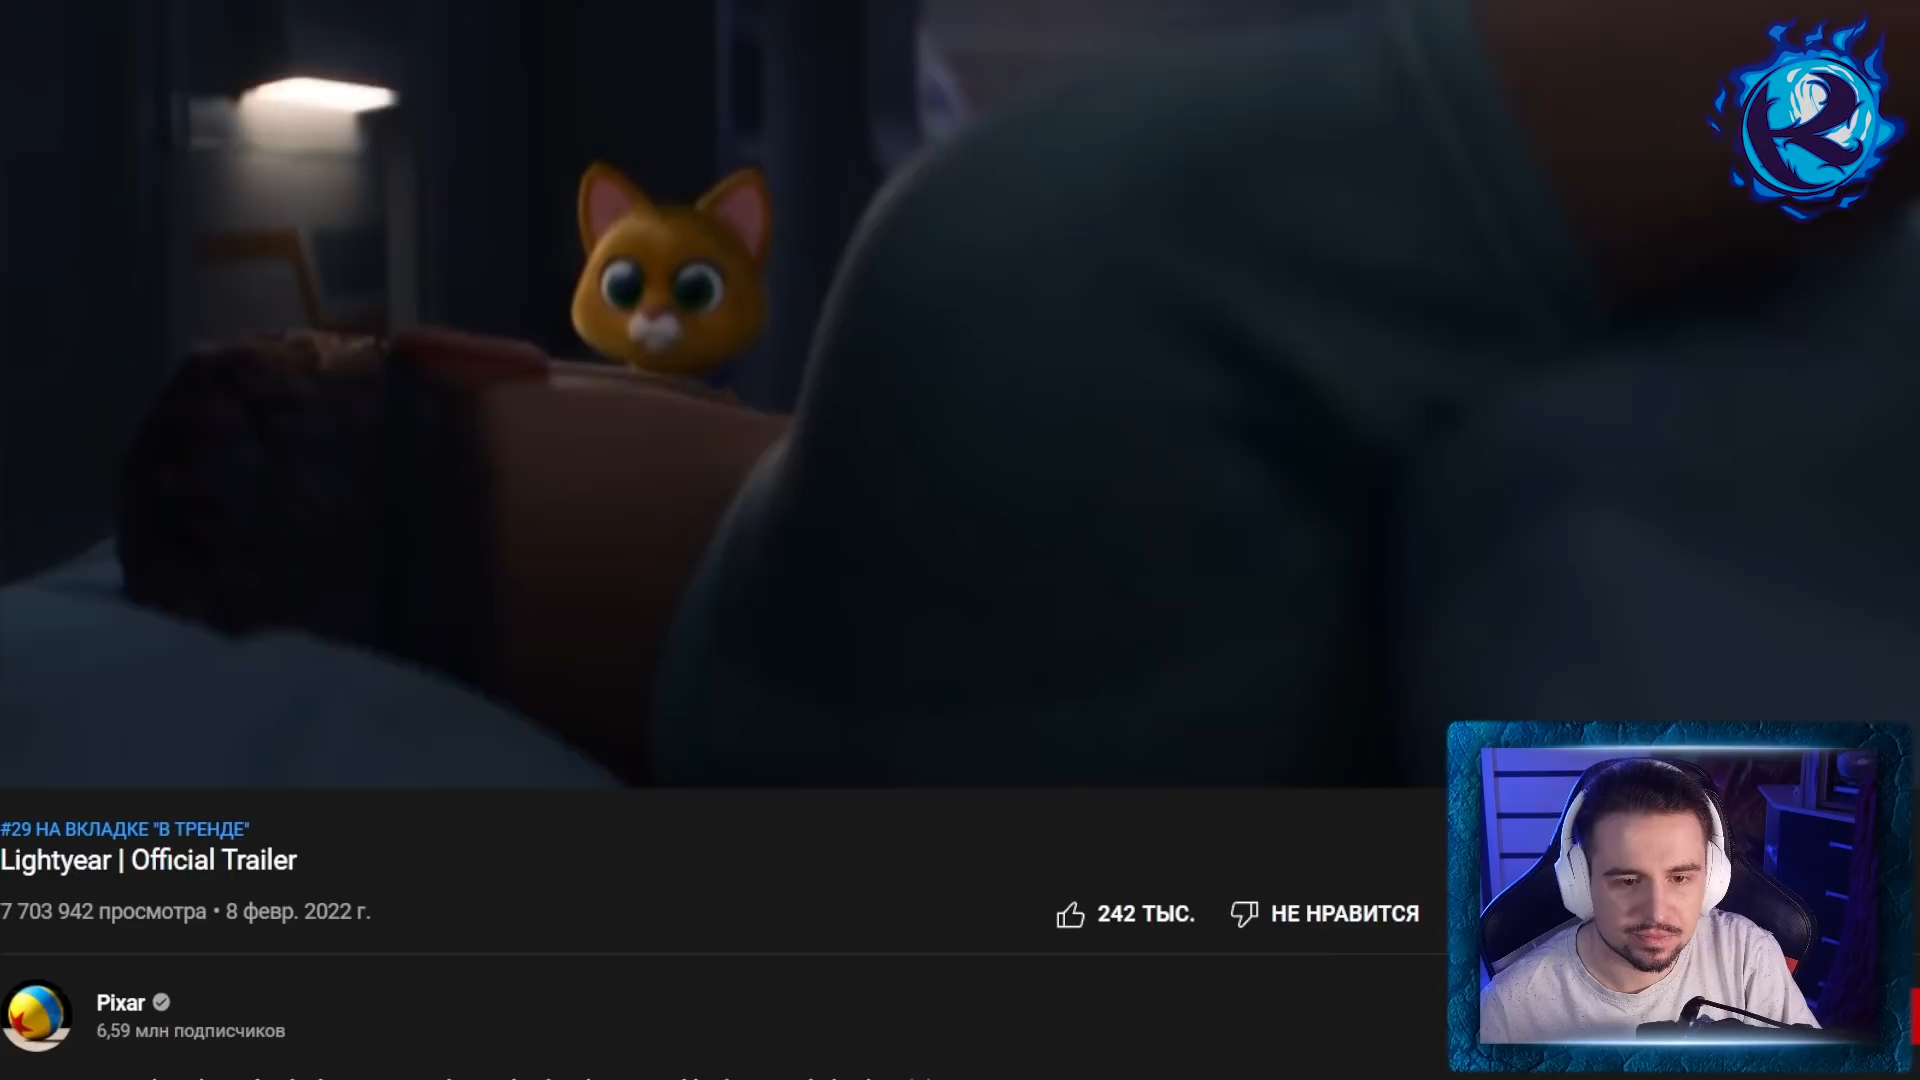 #29 НА ВКЛАДКЕ "В ТРЕНДЕ"
Lightyear | Official Trailer
7 703 942 просмотра • 8 февр. 2022 г.
242 ТЫС.
НЕ НРАВИТСЯ
Pixar
6,59 млн подписчиков